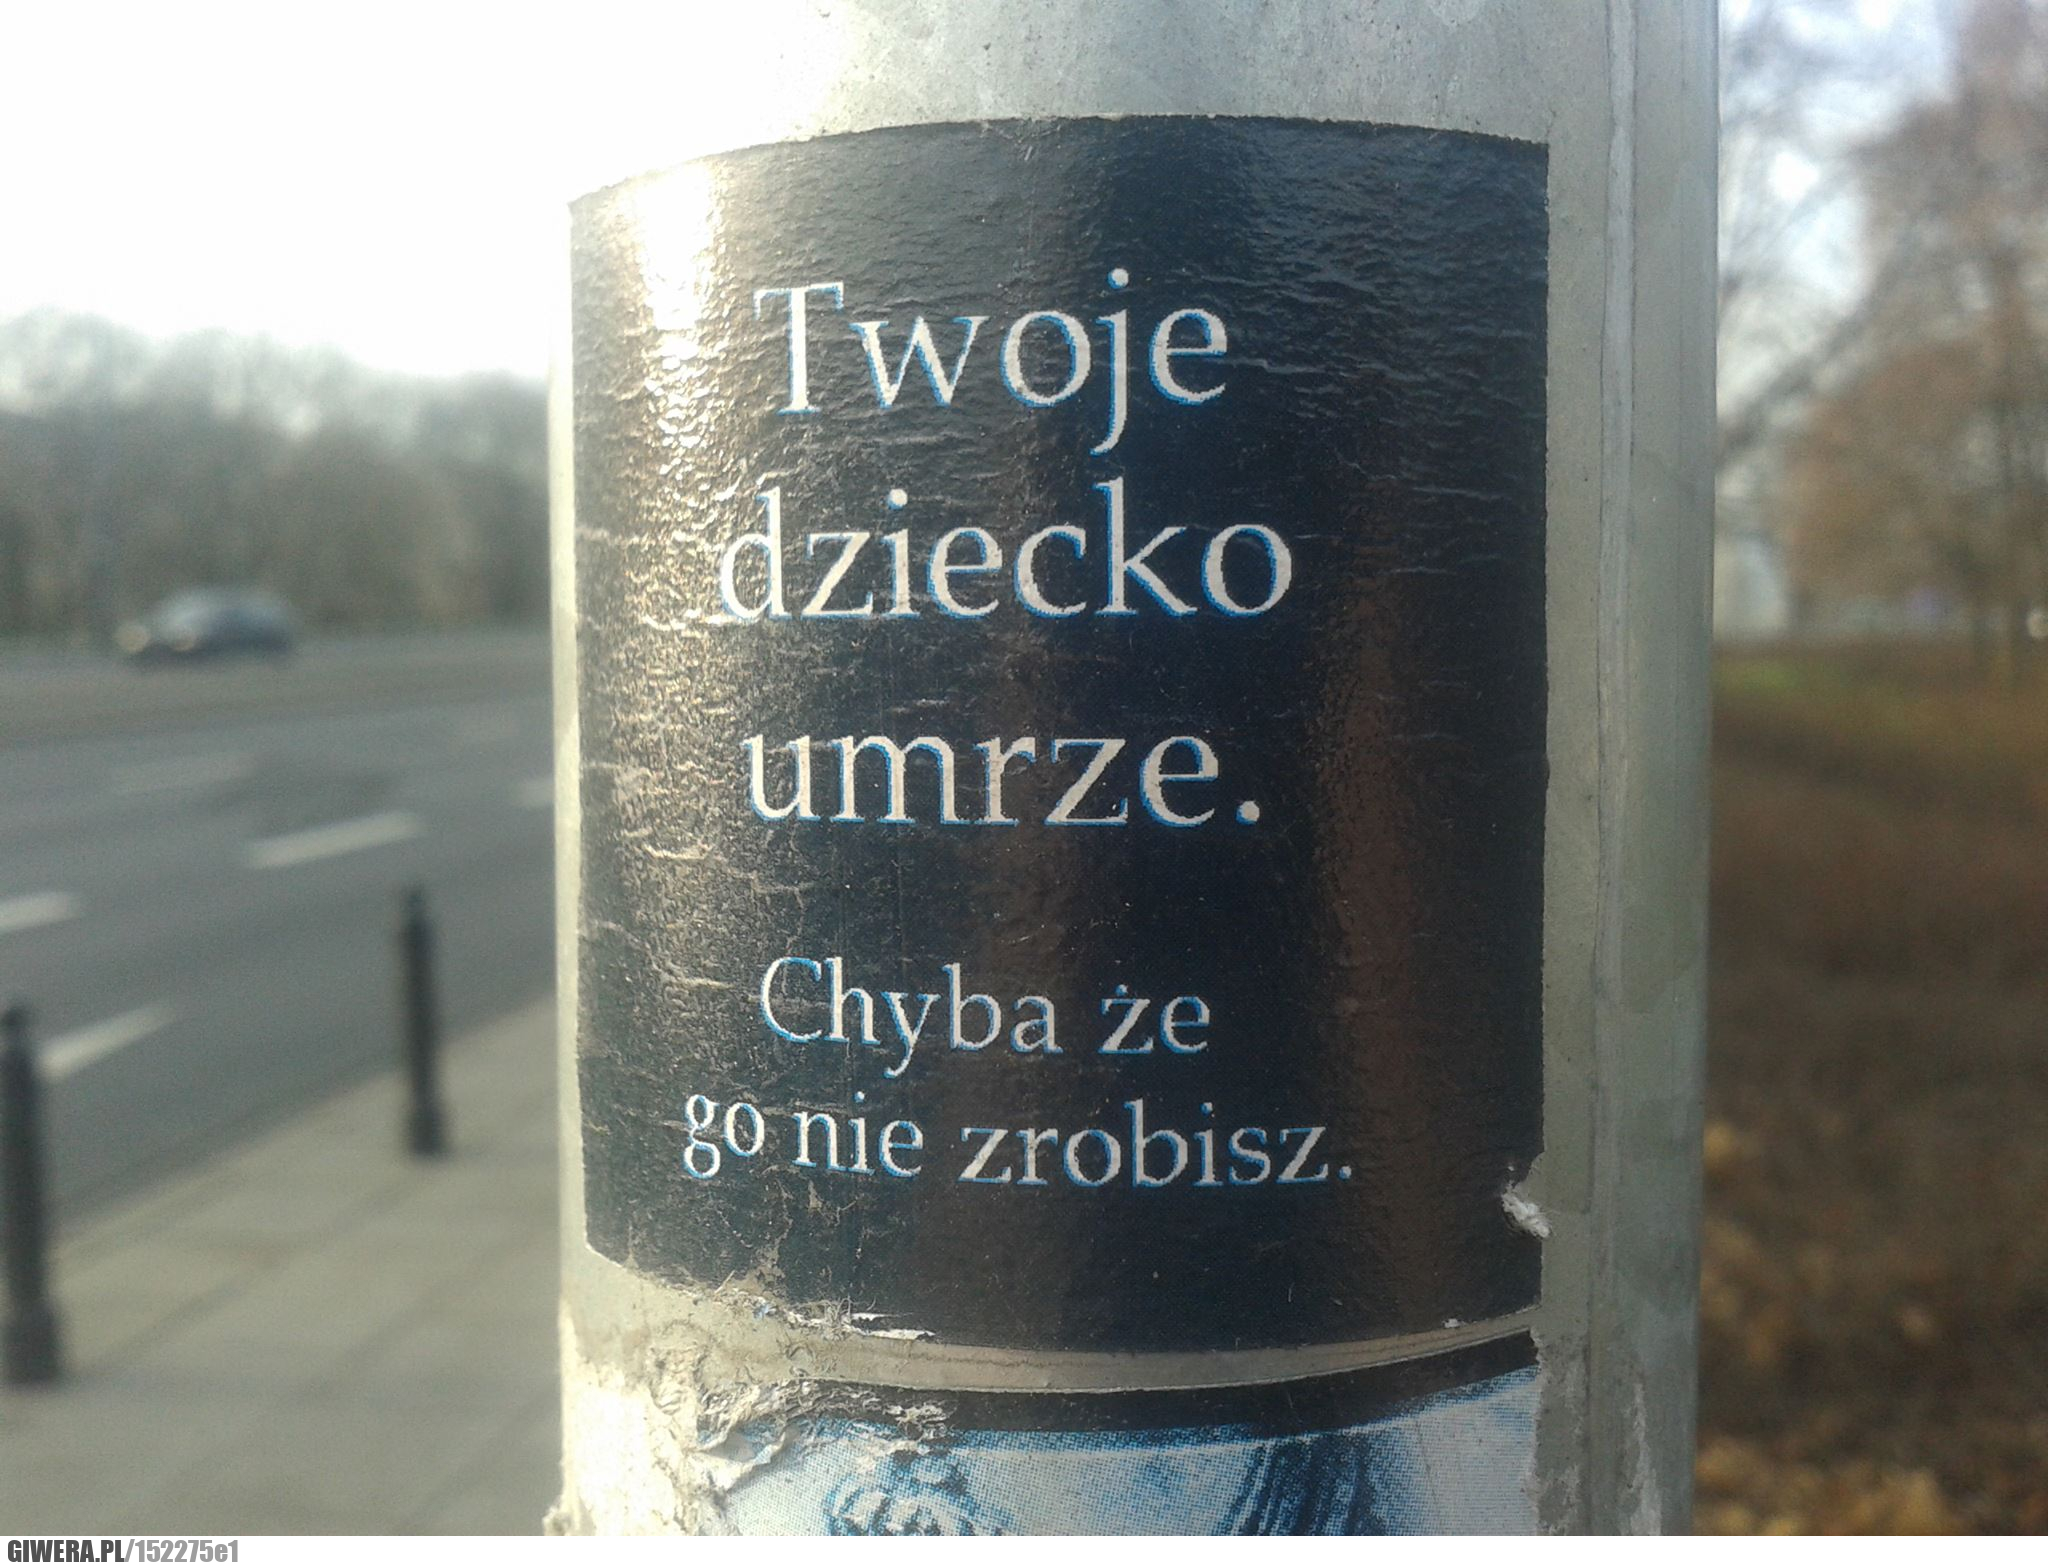 Twoje
dziecko
umrze.
Chyba że
go nie zrobisz.
GIWERA.PL/152275e1